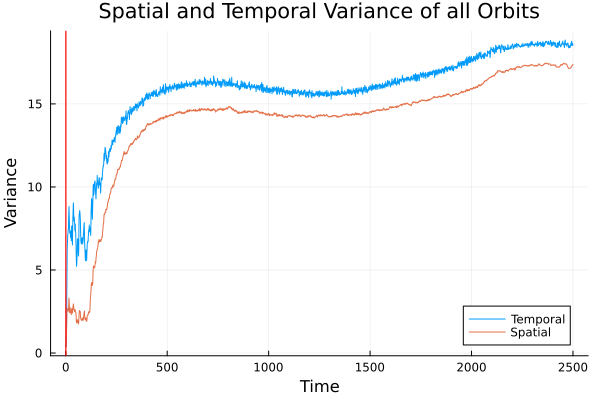 Spatial and Temporal Variance of all Orbits
Variance
15
10
5
0
0 500 1000 1500 2000 2500
Time
Temporal
Spatial